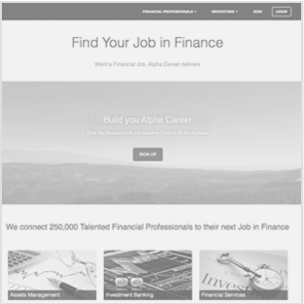 FINANCIAL PROFESSIONALS RECRUITERS JOIN LOGIN
Find Your Job in Finance
Want a Financial Job, Alpha Career delivers
Build you Alpha Career
SIGN UP
We connect 250,000 Talented Financial Professionals to their next Job in Finance
Assets Management Investment Banking Financial Services